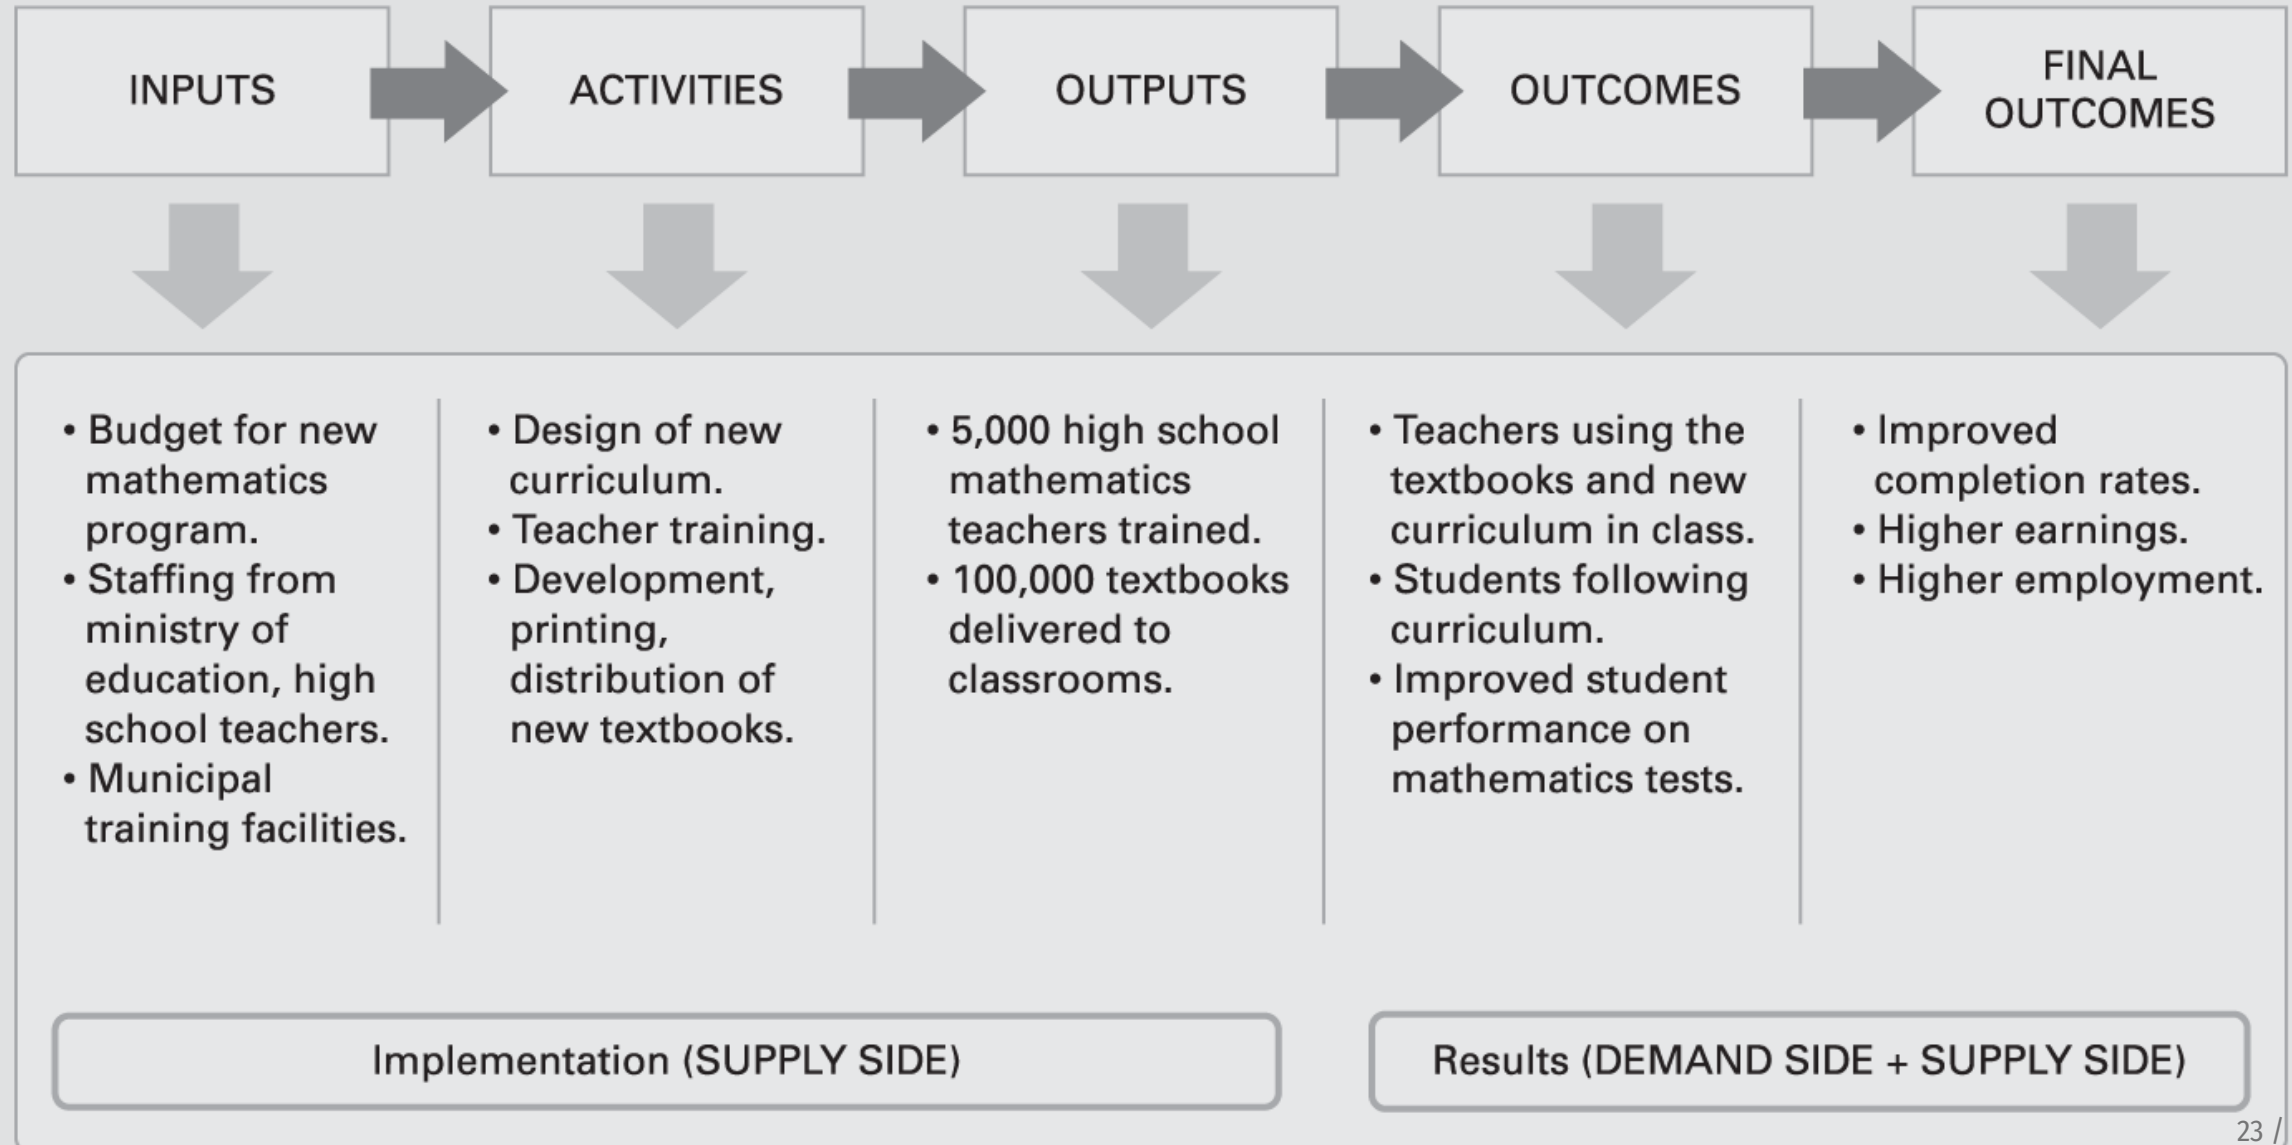 INPUTS
ACTIVITIES
OUTPUTS
OUTCOMES
FINAL
OUTCOMES
• Budget for new
mathematics
program.
• Staffing from
ministry of
education, high
school teachers.
• Municipal
training facilities.
• Design of new
curriculum.
• Teacher training.
• Development,
printing,
distribution of
new textbooks.
• 5,000 high school
mathematics
teachers trained.
• 100,000 textbooks
delivered to
classrooms.
• Teachers using the
textbooks and new
curriculum in class.
• Students following
curriculum.
• Improved student
performance on
mathematics tests.
• Improved
completion rates.
• Higher earnings.
• Higher employment.
Implementation (SUPPLY SIDE)
Results (DEMAND SIDE + SUPPLY SIDE)
23 /